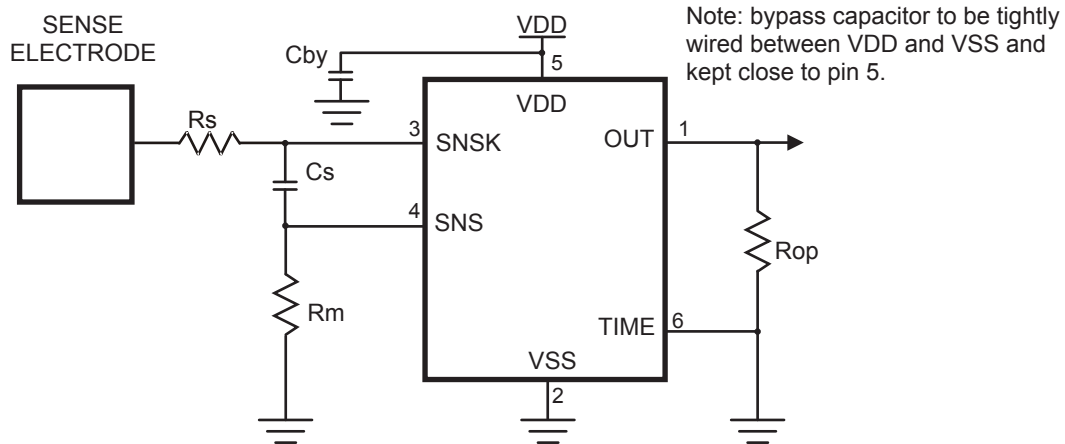 SENSE
ELECTRODE
VDD
Note: bypass capacitor to be tightly
wired between VDD and VSS and
kept close to pin 5.
Cby
5
VDD
Rs
3
SNSK
OUT
1
Cs
4
SNS
Rop
Rm
TIME
6
VSS
2